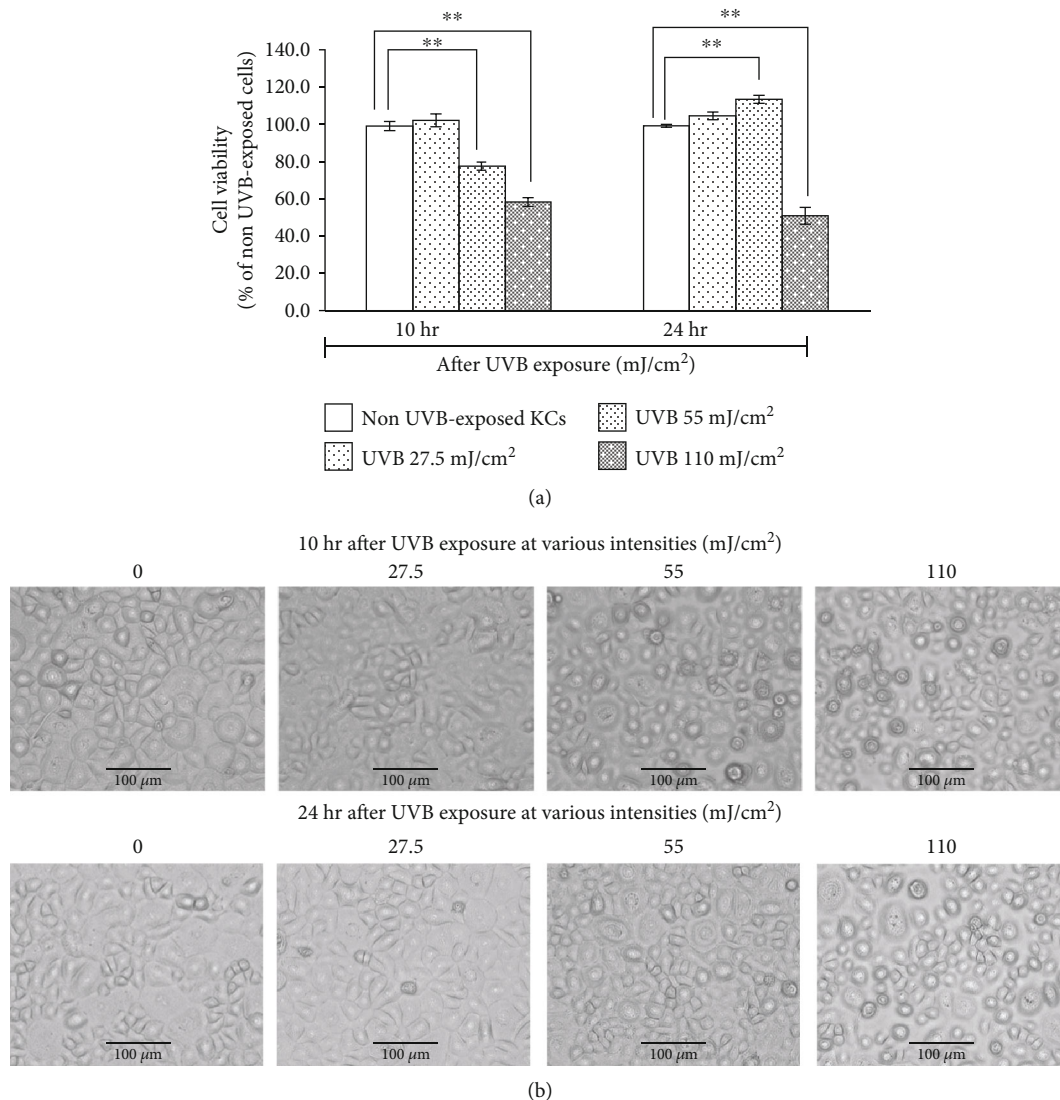 **
**
**
**
140.0
120.0
100.0
80.0
60.0
40.0
20.0
0.0
Cell viability
(% of non UVB-exposed cells)
10 hr
24 hr
After UVB exposure (mJ/cm²)
Non UVB-exposed KCs
UVB 55 mJ/cm²
UVB 27.5 mJ/cm²
UVB 110 mJ/cm²
(a)
10 hr after UVB exposure at various intensities (mJ/cm²)
0
27.5
55
110
100 μm
100 μm
100 μm
100 μm
24 hr after UVB exposure at various intensities (mJ/cm²)
0
27.5
55
110
100 μm
100 μm
100 μm
100 μm
(b)